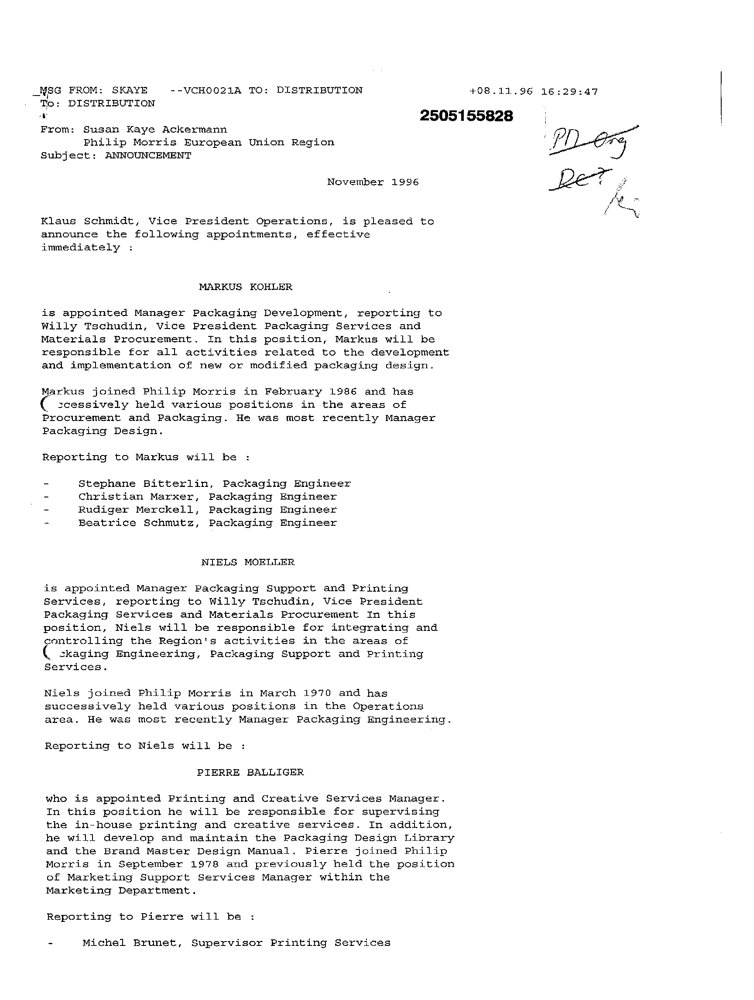 MSG FROM: SKAYE --VCH0021A TO: DISTRIBUTION +08.11.96 16:29:47
To: DISTRIBUTION
2505155828
From: Susan Kaye Ackermann
Philip Morris European Union Region
Subject: ANNOUNCEMENT
PD Org
November 1996
Klaus Schmidt, Vice President Operations, is pleased to
announce the following appointments, effective
immediately :
MARKUS KOHLER
is appointed Manager Packaging Development, reporting to
Willy Tschudin, Vice President Packaging Services and
Materials Procurement. In this position, Markus will be
responsible for all activities related to the development
and implementation of new or modified packaging design.
Markus joined Philip Morris in February 1986 and has
ccessively held various positions in the areas of
Procurement and Packaging. He was most recently Manager
Packaging Design.
Reporting to Markus will be :
- Stephane Bitterlin, Packaging Engineer
- Christian Marxer, Packaging Engineer
- Rudiger Merckell, Packaging Engineer
- Beatrice Schmutz, Packaging Engineer
NIELS MOELLER
is appointed Manager Packaging Support and Printing
Services, reporting to Willy Tschudin, Vice President
Packaging Services and Materials Procurement In this
position, Niels will be responsible for integrating and
controlling the Region's activities in the areas of
ckaging Engineering, Packaging Support and Printing
Services.
Niels joined Philip Morris in March 1970 and has
successively held various positions in the Operations
area. He was most recently Manager Packaging Engineering.
Reporting to Niels will be :
PIERRE BALLIGER
who is appointed Printing and Creative Services Manager.
In this position he will be responsible for supervising
the in-house printing and creative services. In addition,
he will develop and maintain the Packaging Design Library
and the Brand Master Design Manual. Pierre joined Philip
Morris in September 1978 and previously held the position
of Marketing Support Services Manager within the
Marketing Department.
Reporting to Pierre will be :
- Michel Brunet, Supervisor Printing Services